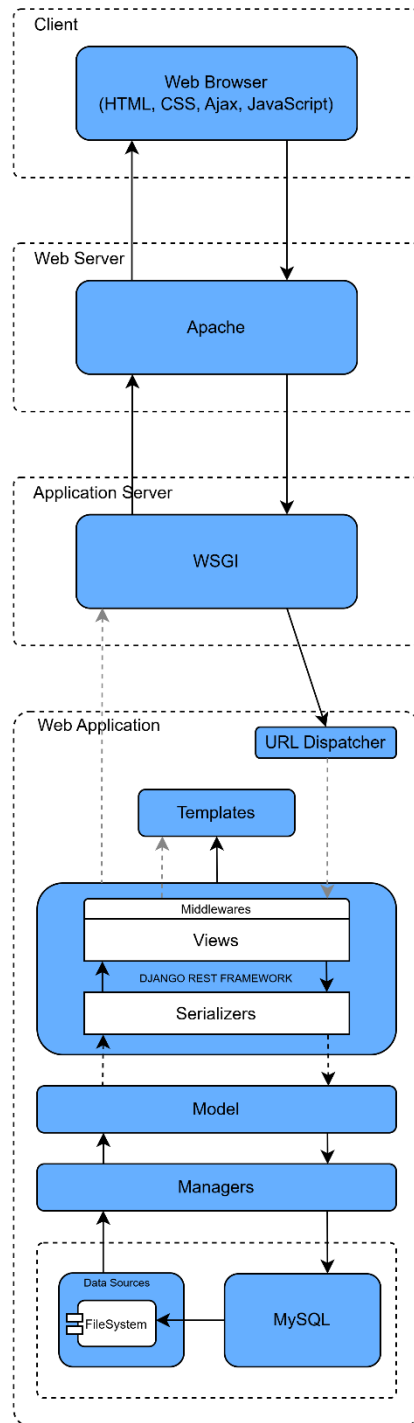 Client
Web Browser
(HTML, CSS, Ajax, JavaScript)
Web Server
Apache
Application Server
WSGI
Web Application
URL Dispatcher
Templates
Middlewares
Views
DJANGO REST FRAMEWORK
Serializers
Model
Managers
Data Sources
FileSystem
MySQL